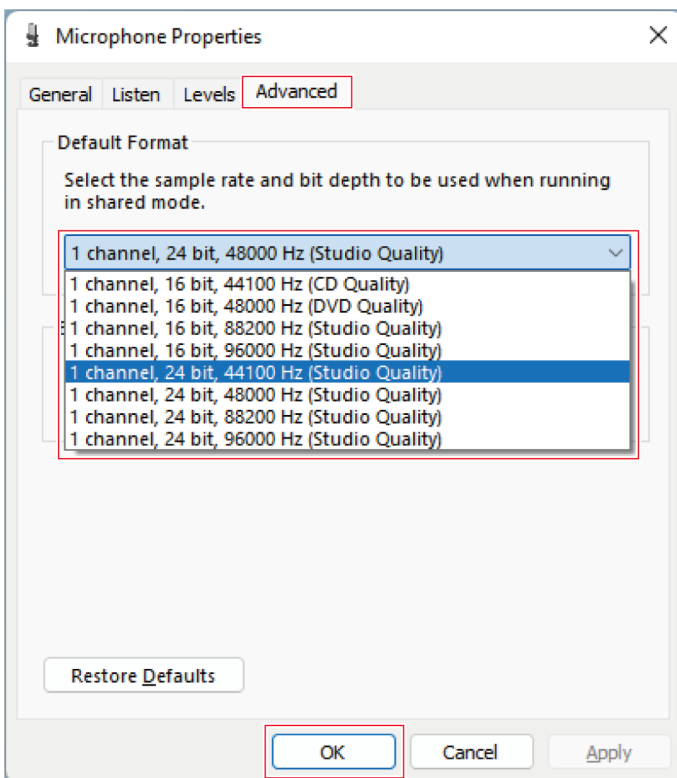 Microphone Properties
General Listen Levels Advanced
Default Format
Select the sample rate and bit depth to be used when running
in shared mode.
1 channel, 24 bit, 48000 Hz (Studio Quality)
1 channel, 16 bit, 44100 Hz (CD Quality)
1 channel, 16 bit, 48000 Hz (DVD Quality)
1 channel, 16 bit, 88200 Hz (Studio Quality)
1 channel, 16 bit, 96000 Hz (Studio Quality)
1 channel, 24 bit, 44100 Hz (Studio Quality)
1 channel, 24 bit, 48000 Hz (Studio Quality)
1 channel, 24 bit, 88200 Hz (Studio Quality)
1 channel, 24 bit, 96000 Hz (Studio Quality)
Restore Defaults
OK Cancel Apply